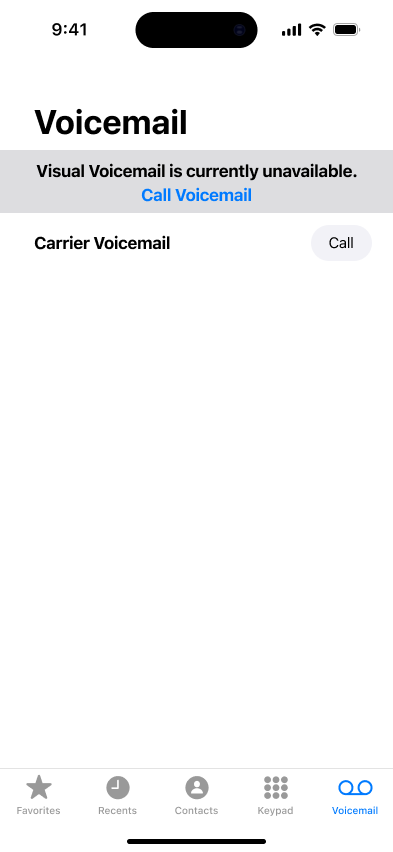 9:41
Voicemail
Visual Voicemail is currently unavailable.
Call Voicemail
Carrier Voicemail
Call
Favorites
Recents
Contacts
Keypad
Voicemail